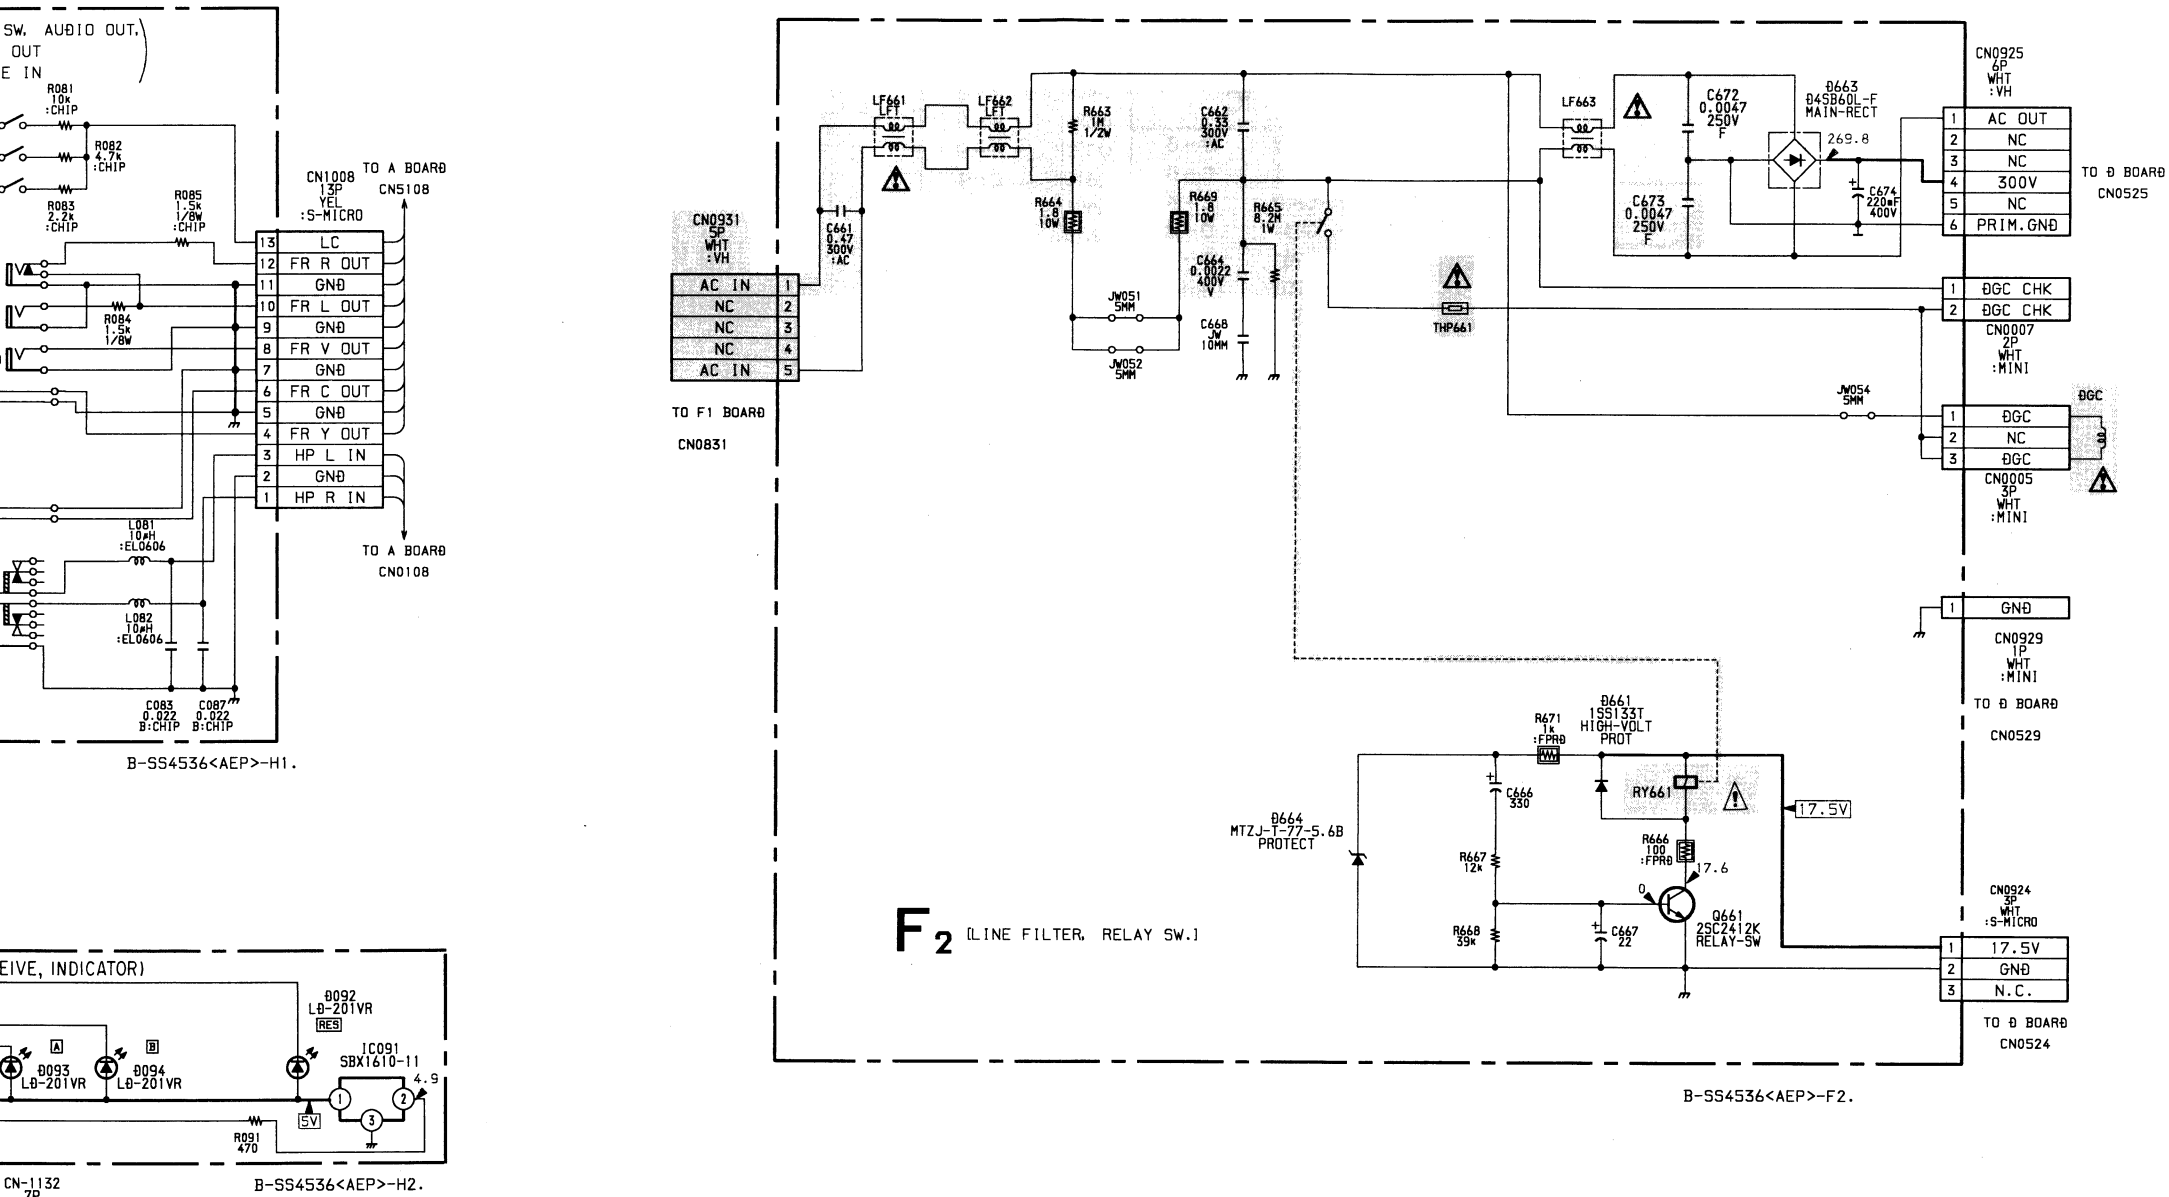 SW, AUDIO OUT,
OUT
E IN
R081
10k
:CHIP
R082
4.7k
:CHIP
R083
2.2k
:CHIP
R085
1.5k
1/8W
:CHIP
R084
1.5k
1/8W
CN1008
13P
YEL
:S-MICRO
TO A BOARD
CN5108
13 LC
12 FR R OUT
11 GND
10 FR L OUT
9 GND
8 FR V OUT
7 GND
6 FR C OUT
5 GND
4 FR Y OUT
3 HP L IN
2 GND
1 HP R IN
TO A BOARD
CN0108
L081
10μH
:EL0606
L082
10μH
:EL0606
C083
0.022
B:CHIP
C087
0.022
B:CHIP
B-SS4536<AEP>-H1.
EIVE, INDICATOR)
D092
LD-201VR
RES
A
D093
LD-201VR
B
D094
LD-201VR
IC091
SBX1610-11
4.9
1
2
3
5V
R091
470
CN-1132
7P
B-SS4536<AEP>-H2.
CN0931
5P
WHT
:VH
AC IN 1
NC 2
NC 3
NC 4
AC IN 5
TO F1 BOARD
CN0831
C661
0.47
300V
:AC
LF661
LFT
LF662
LFT
R663
1M
1/2W
R664
1.8
10W
C662
0.33
300V
:AC
R669
1.8
10W
R665
8.2M
1W
C664
0.0022
400V
V
C668
JW
10MM
JW051
5MM
JW052
5MM
THP661
LF663
C672
0.0047
250V
F
C673
0.0047
250V
F
D663
D4SB60L-F
MAIN-RECT
269.8
C674
220μF
400V
CN0925
6P
WHT
:VH
1 AC OUT
2 NC
3 NC
4 300V
5 NC
6 PRIM.GND
TO D BOARD
CN0525
1 DGC CHK
2 DGC CHK
CN0007
2P
WHT
:MINI
JW054
5MM
DGC
1 DGC
2 NC
3 DGC
CN0005
3P
WHT
:MINI
1 GND
CN0929
1P
WHT
:MINI
TO D BOARD
CN0529
D661
1SS133T
HIGH-VOLT
PROT
R671
1k
:FPRD
C666
330
RY661
17.5V
D664
MTZJ-T-77-5.6B
PROTECT
R667
12k
R666
100
:FPRD
17.6
0
R668
39k
C667
22
Q661
2SC2412K
RELAY-SW
CN0924
3P
WHT
:S-MICRO
1 17.5V
2 GND
3 N.C.
TO D BOARD
CN0524
F2 [LINE FILTER, RELAY SW.]
B-SS4536<AEP>-F2.